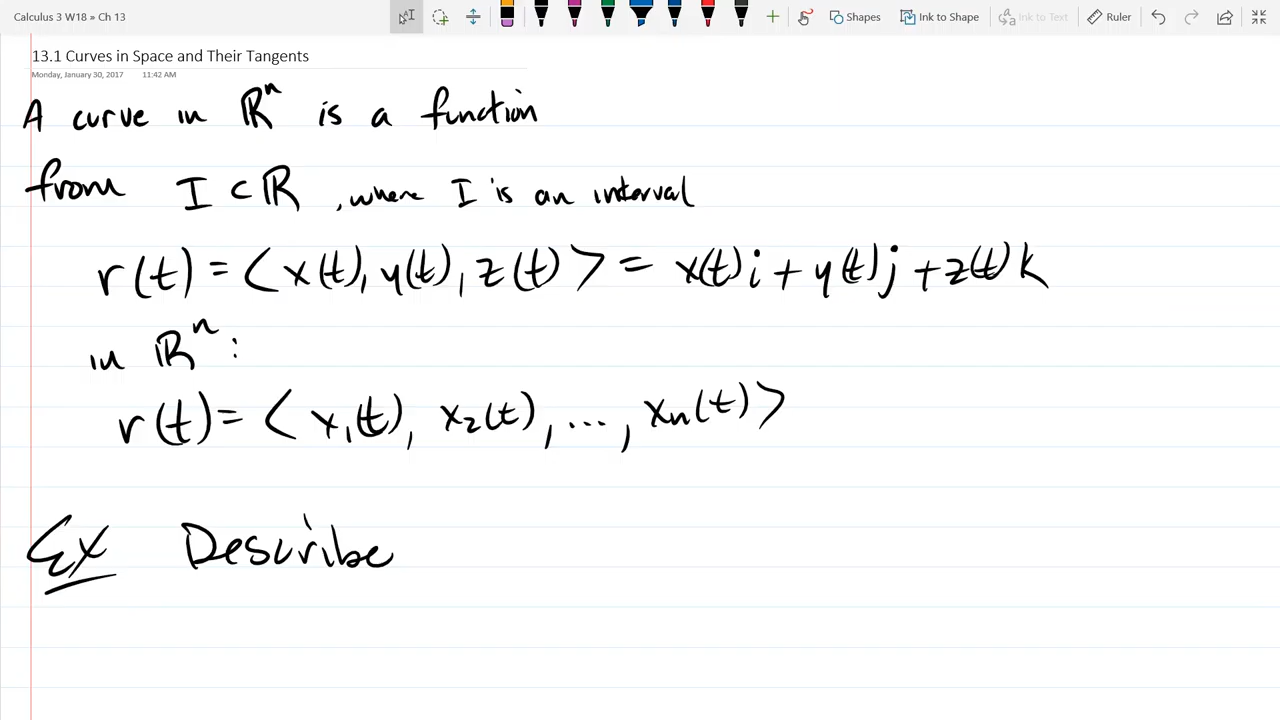 Calculus 3 W18 » Ch 13
Shapes Ink to Shape Ink to Text Ruler
13.1 Curves in Space and Their Tangents
Monday, January 30, 2017 11:42 AM
A curve in ℝⁿ is a function
from I ⊂ ℝ, where I is an interval
r(t) = ⟨x(t), y(t), z(t)⟩ = x(t)i + y(t)j + z(t)k
in ℝⁿ:
r(t) = ⟨x₁(t), x₂(t), ..., xₙ(t)⟩
Ex Describe